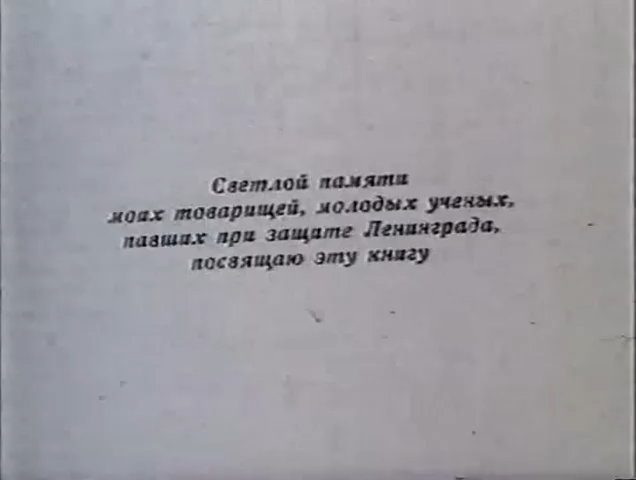 Светлой памяти
моих товарищей, молодых ученых,
павших при защите Ленинграда,
посвящаю эту книгу